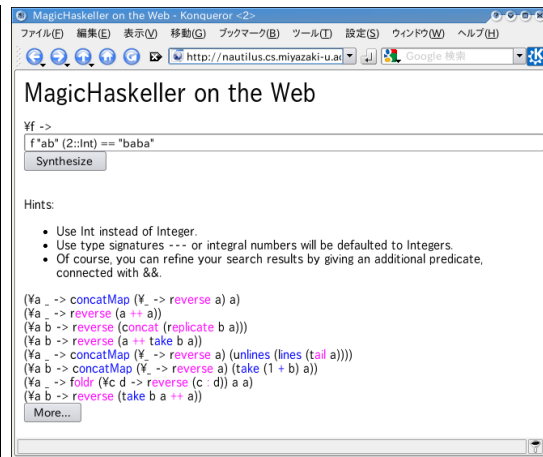 MagicHaskeller on the Web - Konqueror <2>
ファイル(F) 編集(E) 表示(V) 移動(G) ブックマーク(B) ツール(T) 設定(S) ウィンドウ(W) ヘルプ(H)
http://nautilus.cs.miyazaki-u.ac Google 検索
MagicHaskeller on the Web
¥f ->
f "ab" (2::Int) == "baba"
Synthesize
Hints:
• Use Int instead of Integer.
• Use type signatures --- or integral numbers will be defaulted to Integers.
• Of course, you can refine your search results by giving an additional predicate,
connected with &&.
(¥a _ -> concatMap (¥_ -> reverse a) a)
(¥a _ -> reverse (a ++ a))
(¥a b -> reverse (concat (replicate b a)))
(¥a b -> reverse (a ++ take b a))
(¥a _ -> concatMap (¥_ -> reverse a) (unlines (lines (tail a))))
(¥a b -> concatMap (¥_ -> reverse a) (take (1 + b) a))
(¥a _ -> foldr (¥c d -> reverse (c : d)) a a)
(¥a b -> reverse (take b a ++ a))
More...